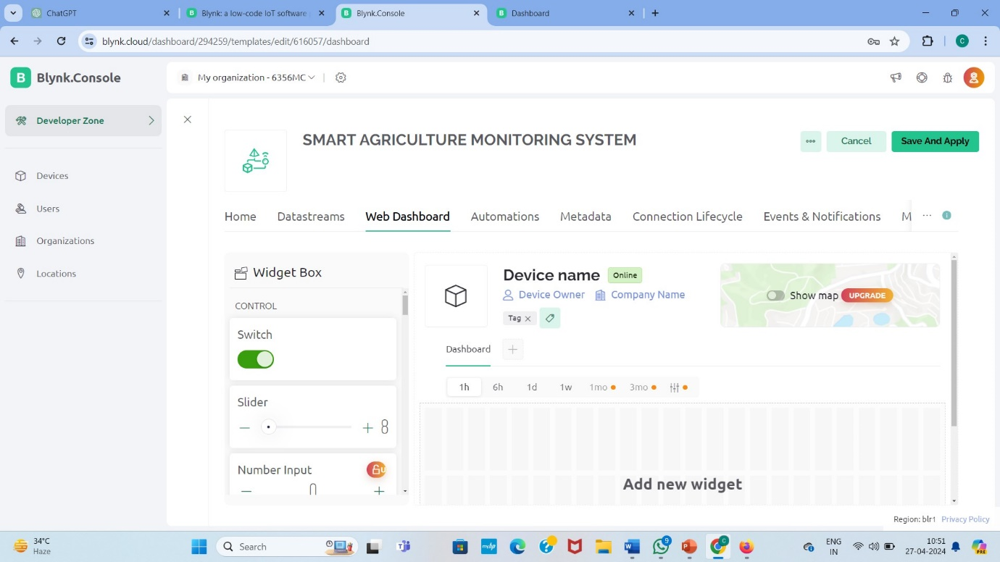 ChatGPT
Blynk: a low-code IoT software
Blynk.Console
Dashboard
blynk.cloud/dashboard/294259/templates/edit/616057/dashboard
C
B Blynk.Console
My organization - 6356MC
Developer Zone
SMART AGRICULTURE MONITORING SYSTEM
Cancel
Save And Apply
Devices
Users
Organizations
Locations
Home Datastreams Web Dashboard Automations Metadata Connection Lifecycle Events & Notifications M ...
Widget Box
CONTROL
Switch
Slider
8
Number Input
0
Device name Online
Device Owner Company Name
Tag
Show map UPGRADE
Dashboard
1h 6h 1d 1w 1mo 3mo
Add new widget
Region: blr1 Privacy Policy
34°C
Haze
Search
myhp
9
ENG
IN
10:51
27-04-2024
PRE